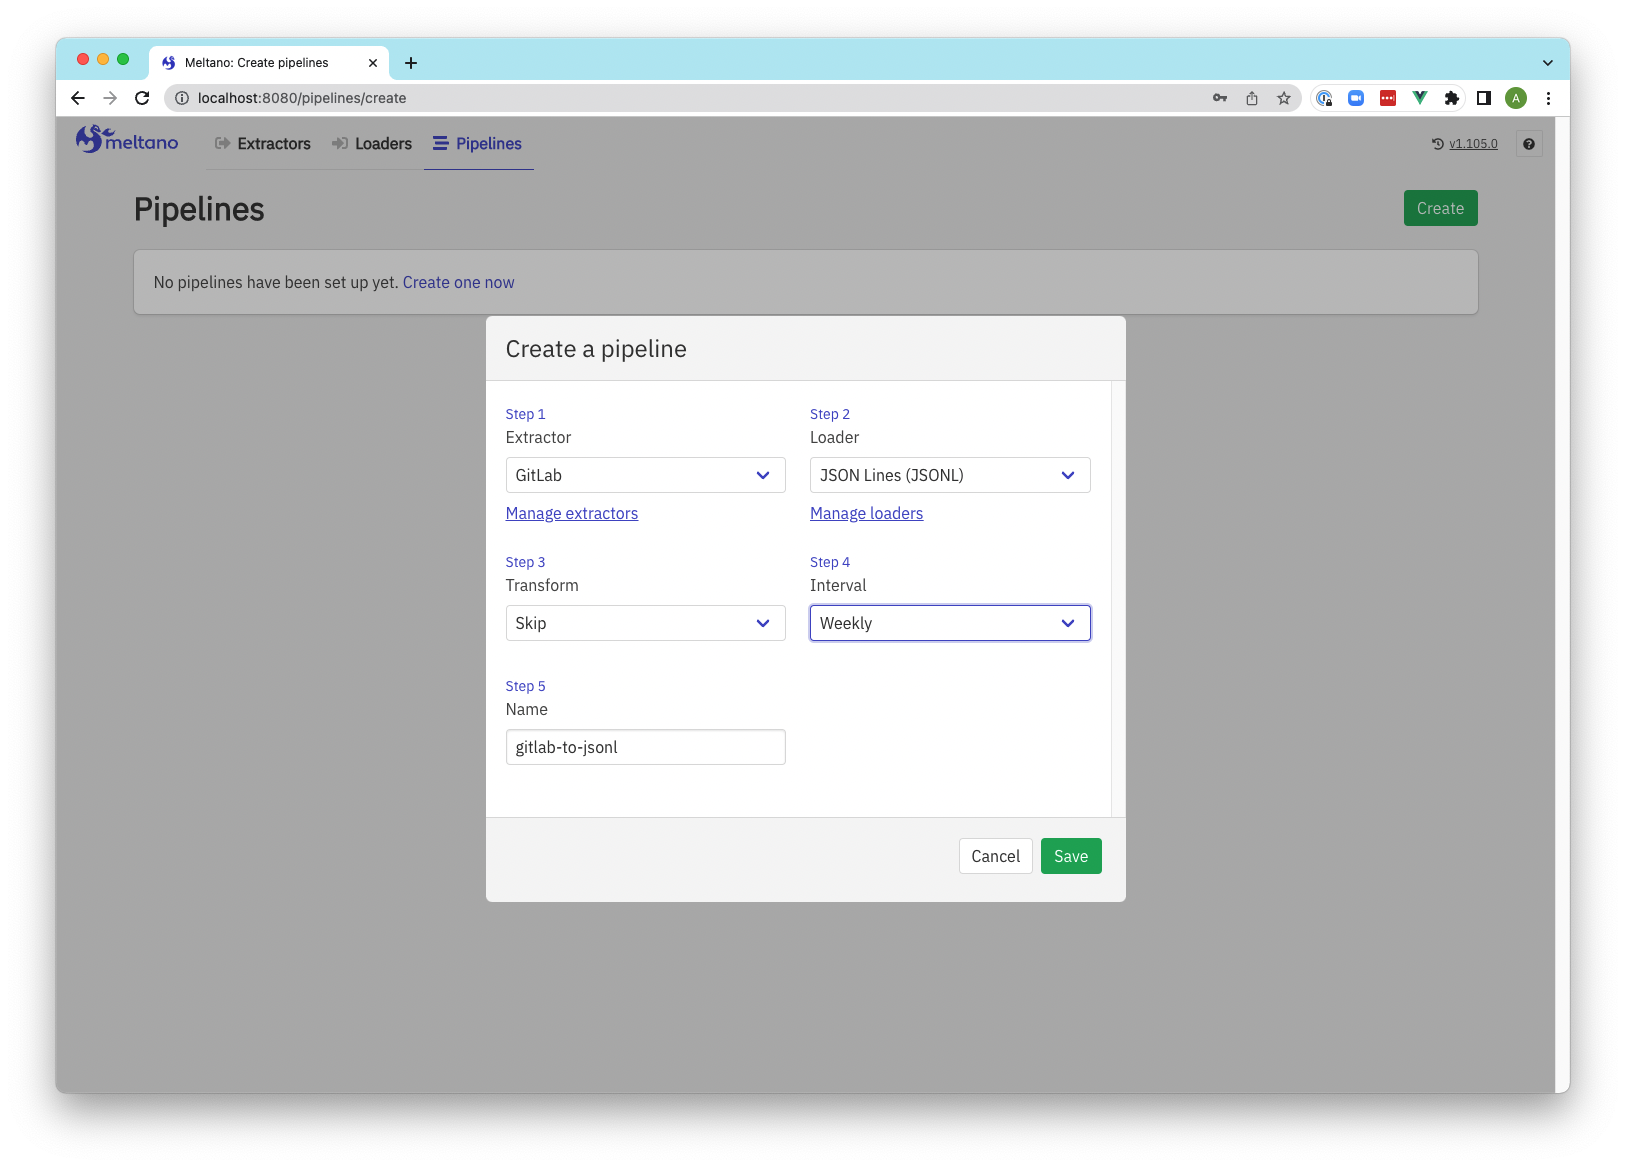 Meltano: Create pipelines
localhost:8080/pipelines/create
A
meltano Extractors Loaders Pipelines v1.105.0
Pipelines
Create
No pipelines have been set up yet. Create one now
Create a pipeline
Step 1
Extractor
GitLab
Manage extractors
Step 2
Loader
JSON Lines (JSONL)
Manage loaders
Step 3
Transform
Skip
Step 4
Interval
Weekly
Step 5
Name
gitlab-to-jsonl
Cancel Save